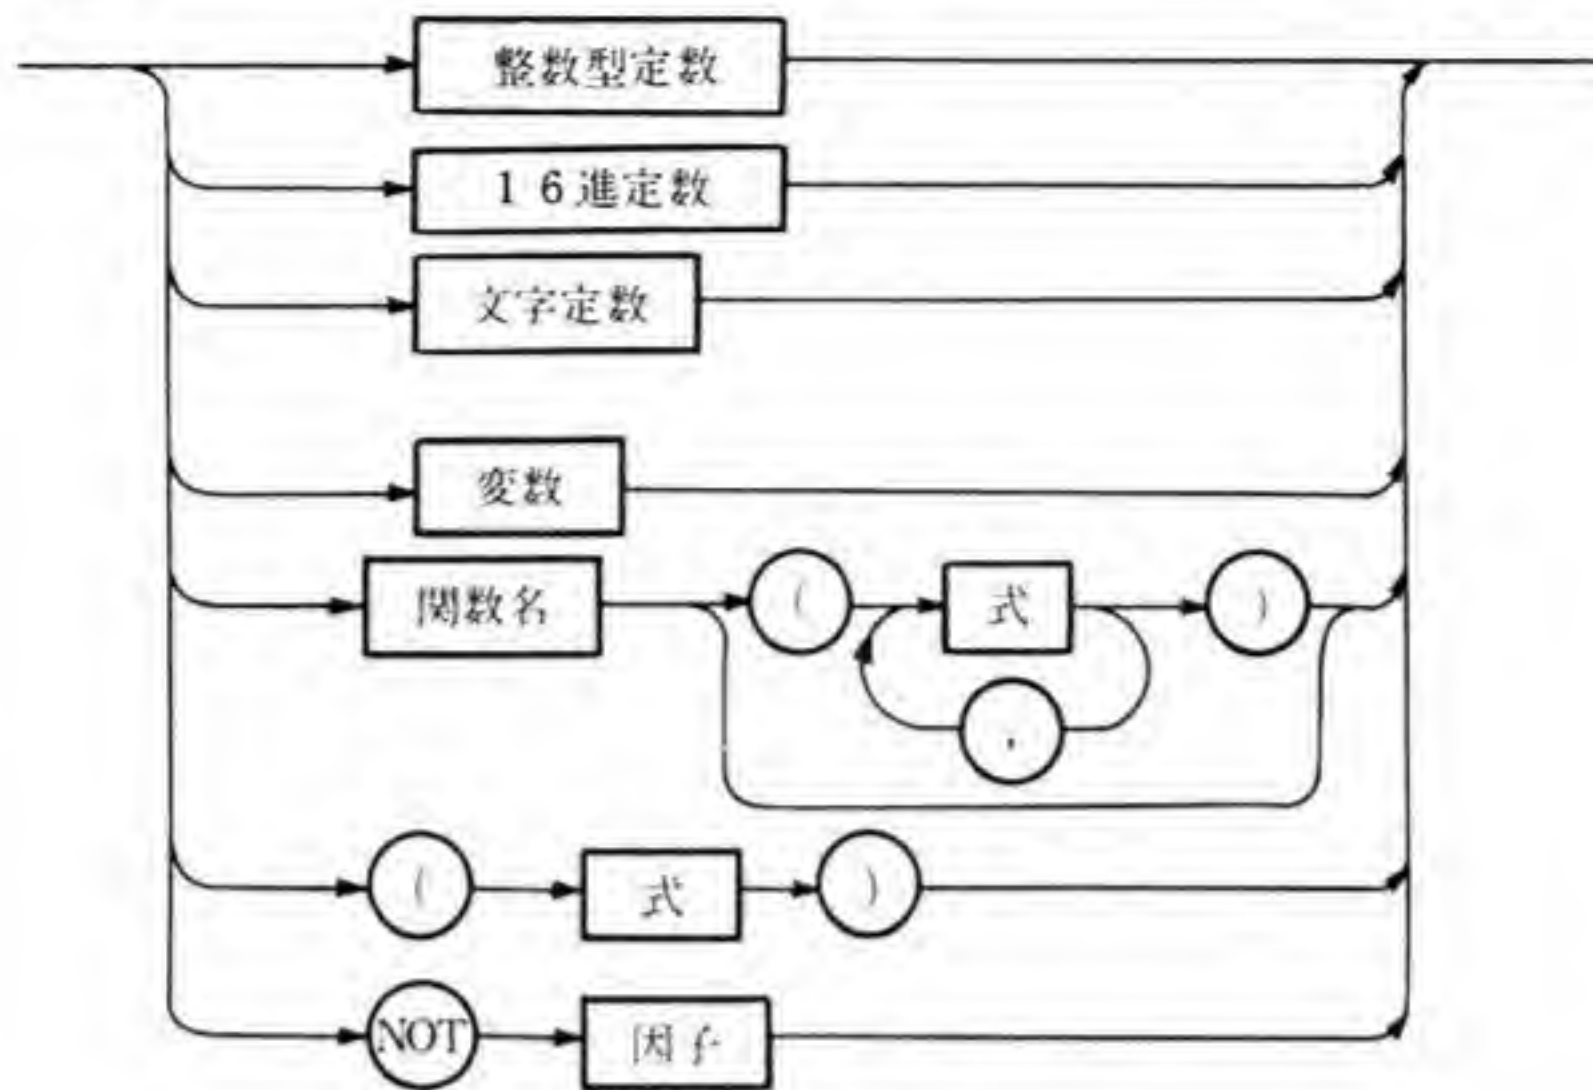 整数型定数
16進定数
文字定数
変数
関数名 ( 式 )
,
( 式 )
NOT 因子